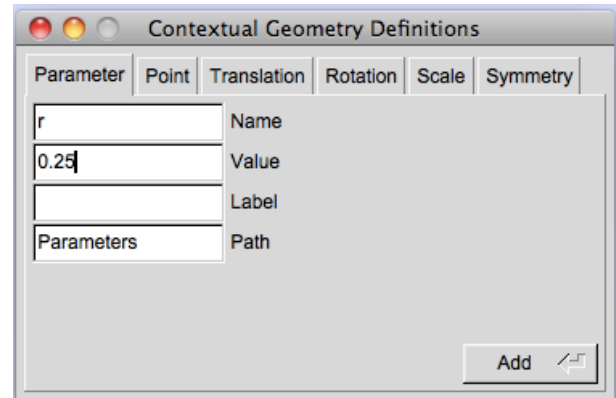 Contextual Geometry Definitions
Parameter Point Translation Rotation Scale Symmetry
r Name
0.25 Value
Label
Parameters Path
Add